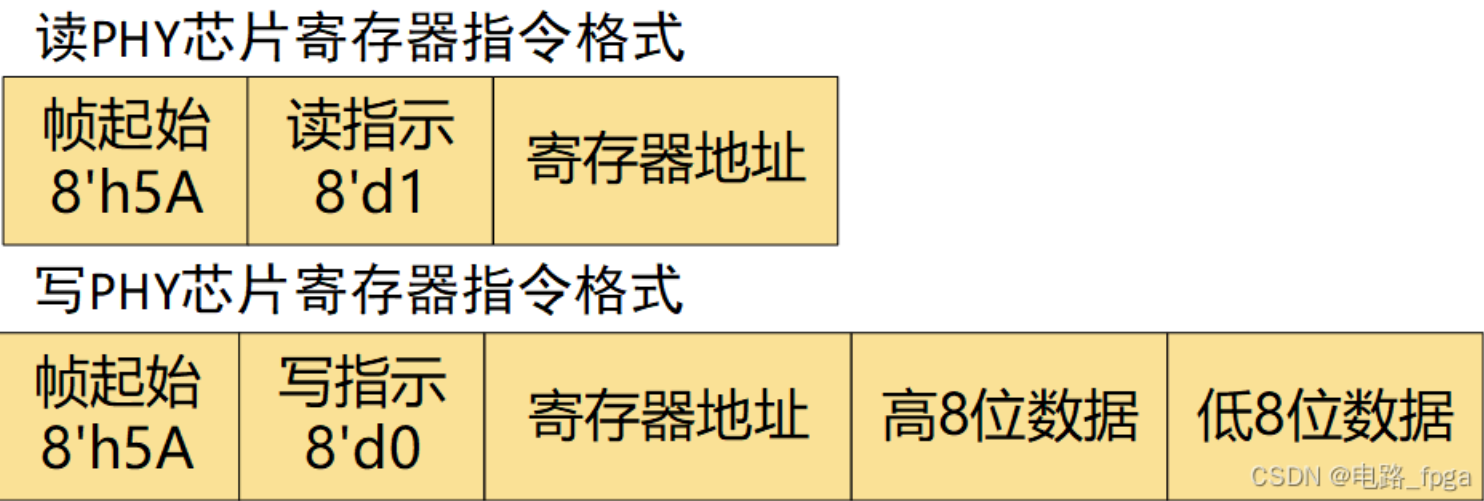 读PHY芯片寄存器指令格式
帧起始 读指示 寄存器地址
8'h5A 8'd1
写PHY芯片寄存器指令格式
帧起始 写指示 寄存器地址 高8位数据 低8位数据
8'h5A 8'd0
CSDN @电路_fpga